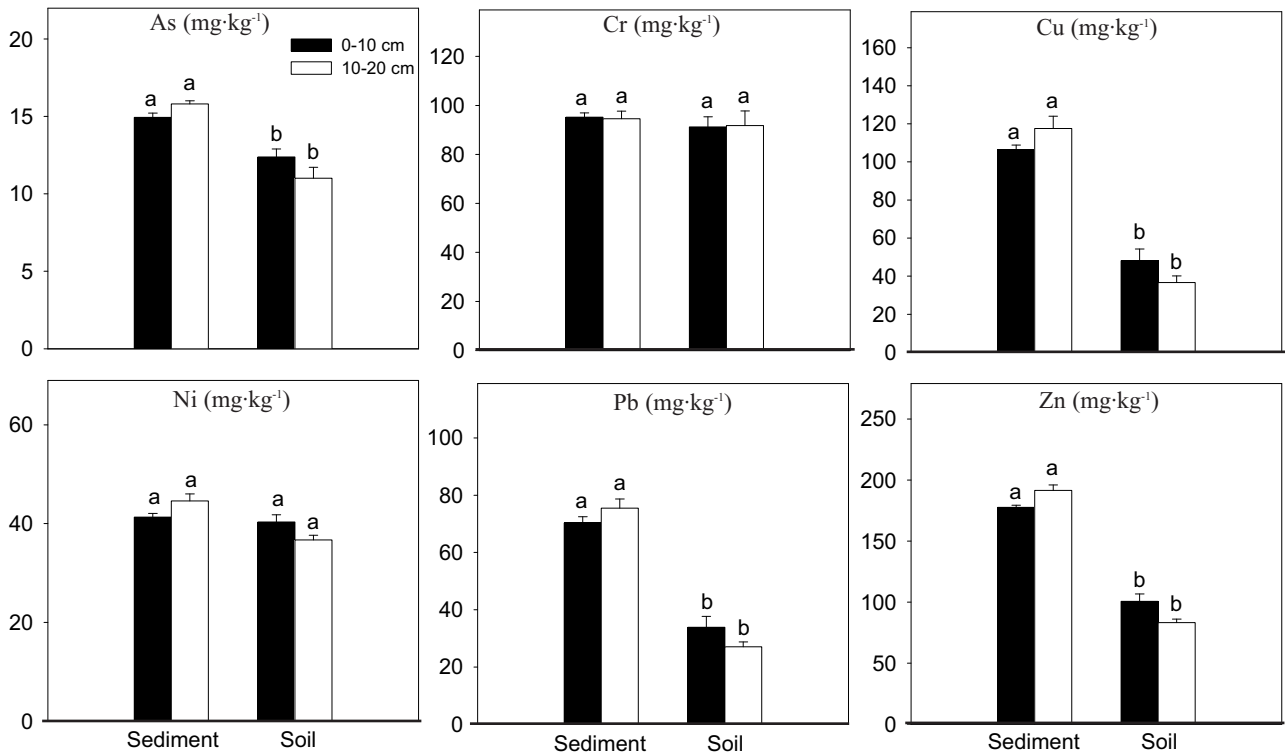 As (mg·kg⁻¹)
0-10 cm
10-20 cm
20
15
10
5
0
a
a
b
b
Cr (mg·kg⁻¹)
120
100
80
60
40
20
0
a
a
a
a
Cu (mg·kg⁻¹)
160
140
120
100
80
60
40
20
0
a
a
b
b
Ni (mg·kg⁻¹)
60
40
20
0
a
a
a
a
Sediment
Soil
Pb (mg·kg⁻¹)
100
80
60
40
20
0
a
a
b
b
Sediment
Soil
Zn (mg·kg⁻¹)
250
200
150
100
50
0
a
a
b
b
Sediment
Soil